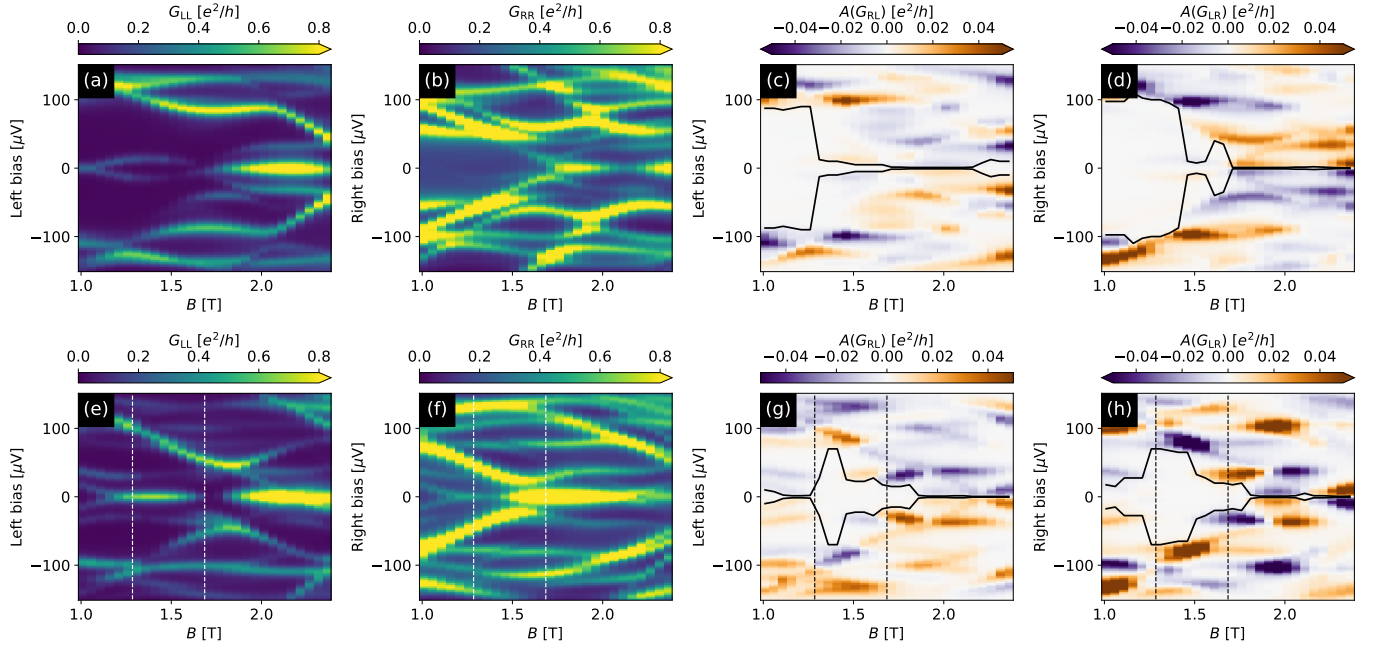 G_LL [e²/h] G_RR [e²/h] A(G_RL) [e²/h] A(G_LR) [e²/h]
0.0 0.2 0.4 0.6 0.8 0.0 0.2 0.4 0.6 0.8 −0.04 −0.02 0.00 0.02 0.04 −0.04 −0.02 0.00 0.02 0.04
(a) (b) (c) (d)
100 100 100 100
0 0 0 0
−100 −100 −100 −100
Left bias [μV] Right bias [μV] Left bias [μV] Right bias [μV]
1.0 1.5 2.0 1.0 1.5 2.0 1.0 1.5 2.0 1.0 1.5 2.0
B [T] B [T] B [T] B [T]
G_LL [e²/h] G_RR [e²/h] A(G_RL) [e²/h] A(G_LR) [e²/h]
0.0 0.2 0.4 0.6 0.8 0.0 0.2 0.4 0.6 0.8 −0.04 −0.02 0.00 0.02 0.04 −0.04 −0.02 0.00 0.02 0.04
(e) (f) (g) (h)
100 100 100 100
0 0 0 0
−100 −100 −100 −100
Left bias [μV] Right bias [μV] Left bias [μV] Right bias [μV]
1.0 1.5 2.0 1.0 1.5 2.0 1.0 1.5 2.0 1.0 1.5 2.0
B [T] B [T] B [T] B [T]